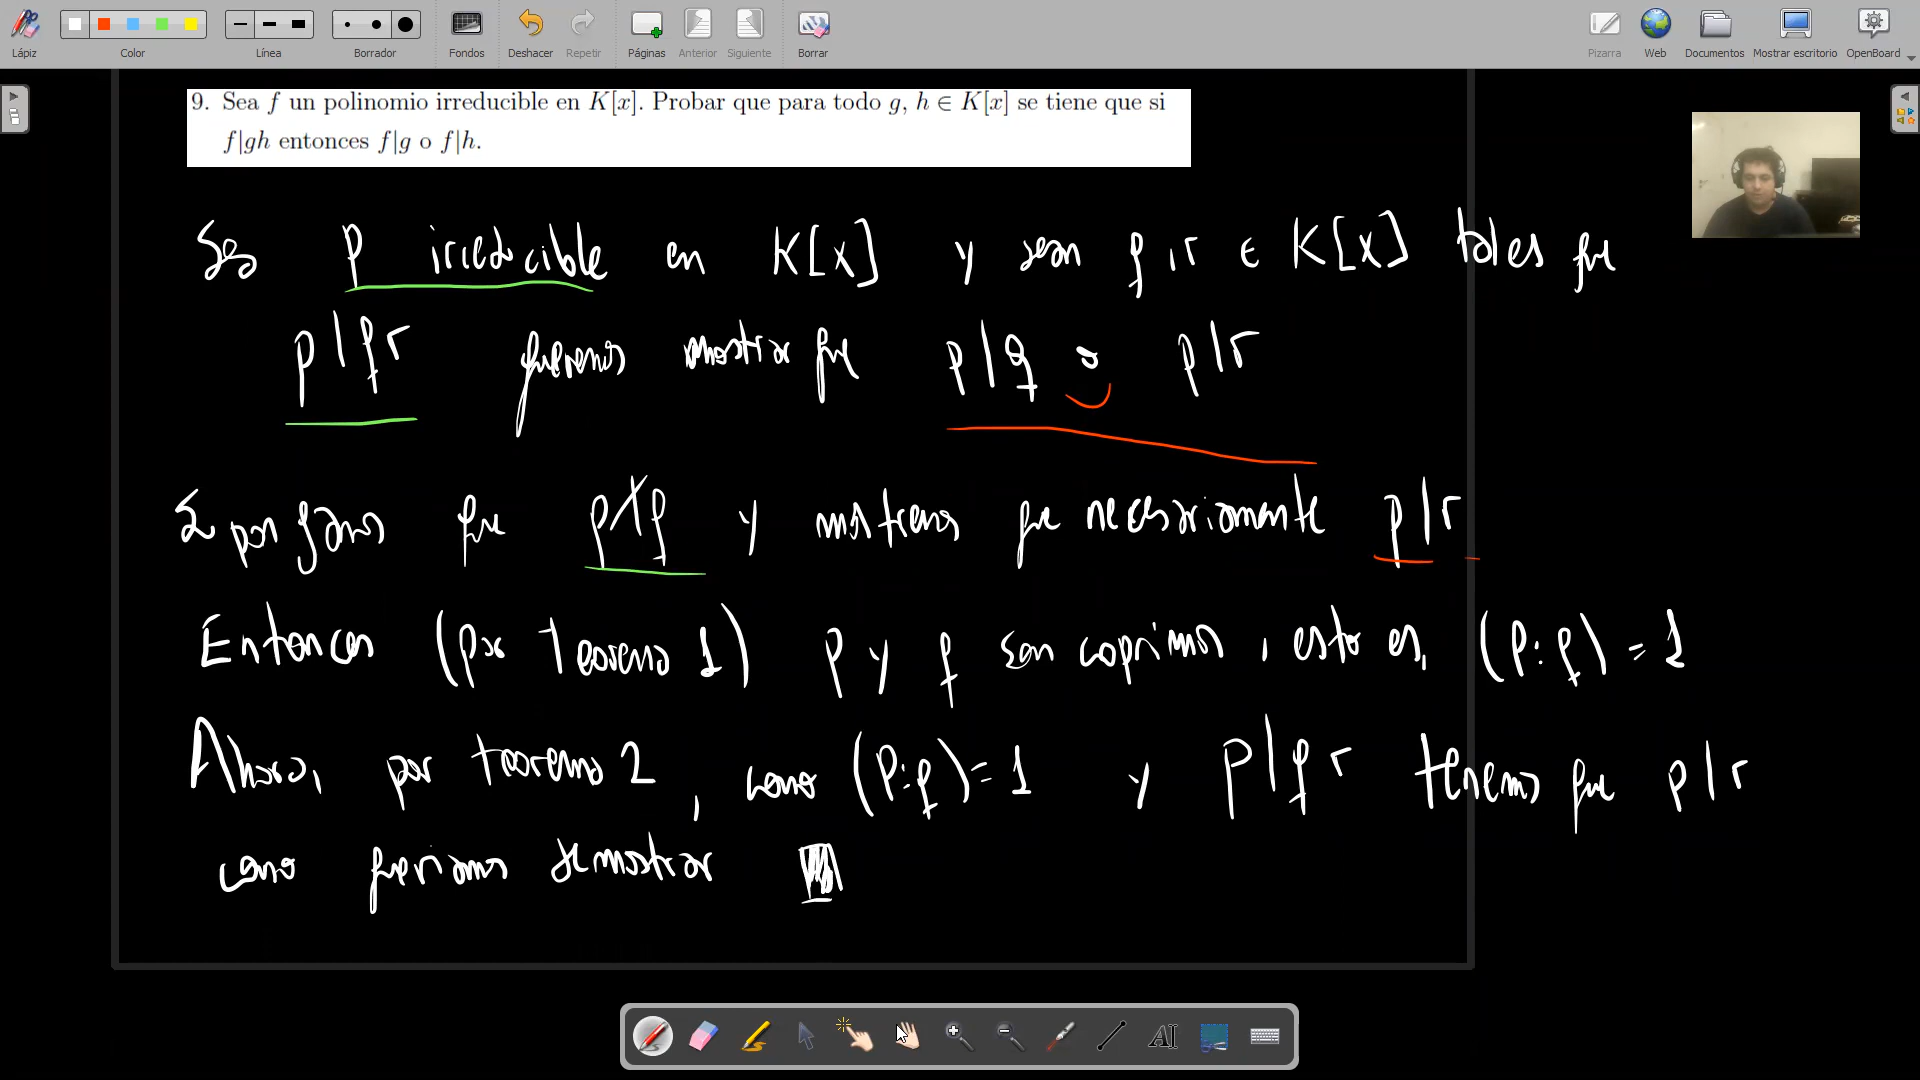 Lápiz Color Línea Borrador Fondos Deshacer Repetir Páginas Anterior Siguiente Borrar Pizarra Web Documentos Mostrar escritorio OpenBoard
9. Sea f un polinomio irreducible en K[x]. Probar que para todo g, h ∈ K[x] se tiene que si
f|gh entonces f|g o f|h.
Sea p irreducible en K[x] y sean q, r ∈ K[x] tales que
p|qr queremos mostrar que p|q o p|r
Supongamos que p∤q y mostremos que necesariamente p|r
Entonces (por teorema 1) p y q son coprimos, esto es, (p:q)=1
Ahora, por teorema 2, como (p:q)=1 y p|qr tenemos que p|r
como queriamos demostrar
AI